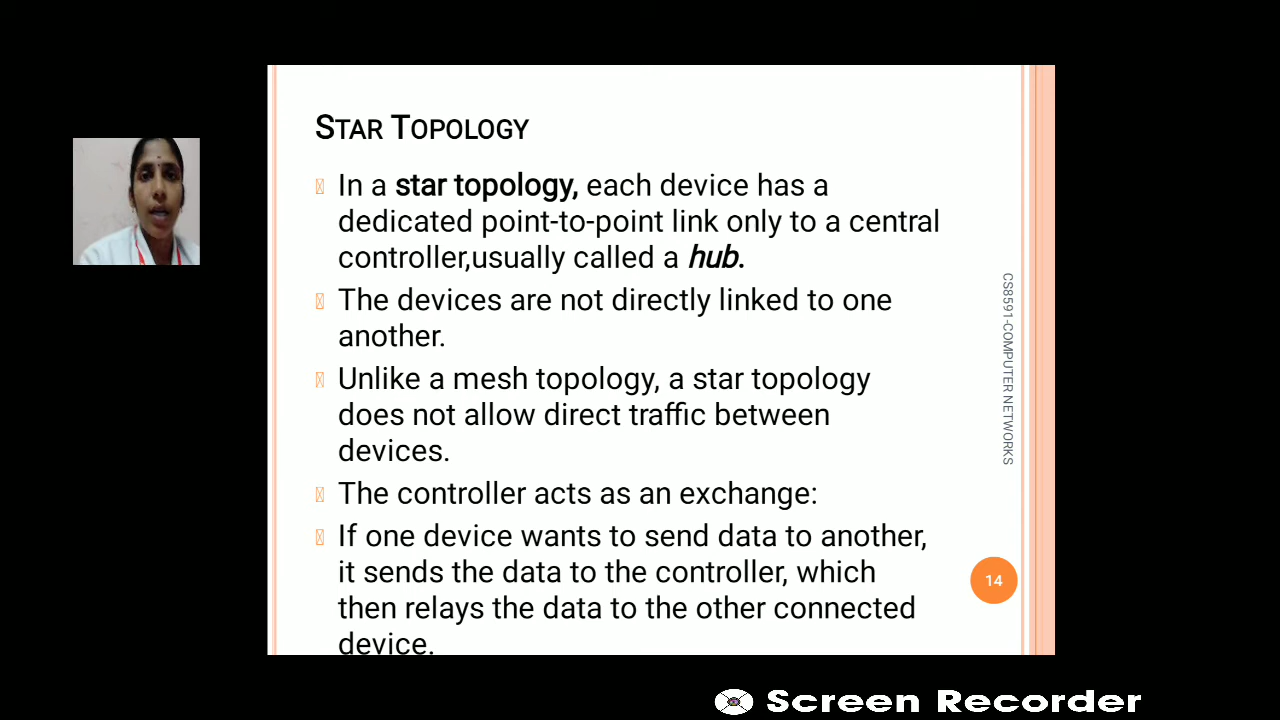 STAR TOPOLOGY
In a star topology, each device has a
dedicated point-to-point link only to a central
controller,usually called a hub.
The devices are not directly linked to one
another.
Unlike a mesh topology, a star topology
does not allow direct traffic between
devices.
The controller acts as an exchange:
If one device wants to send data to another,
it sends the data to the controller, which
then relays the data to the other connected
device.
CS8591-COMPUTER NETWORKS
14
Screen Recorder